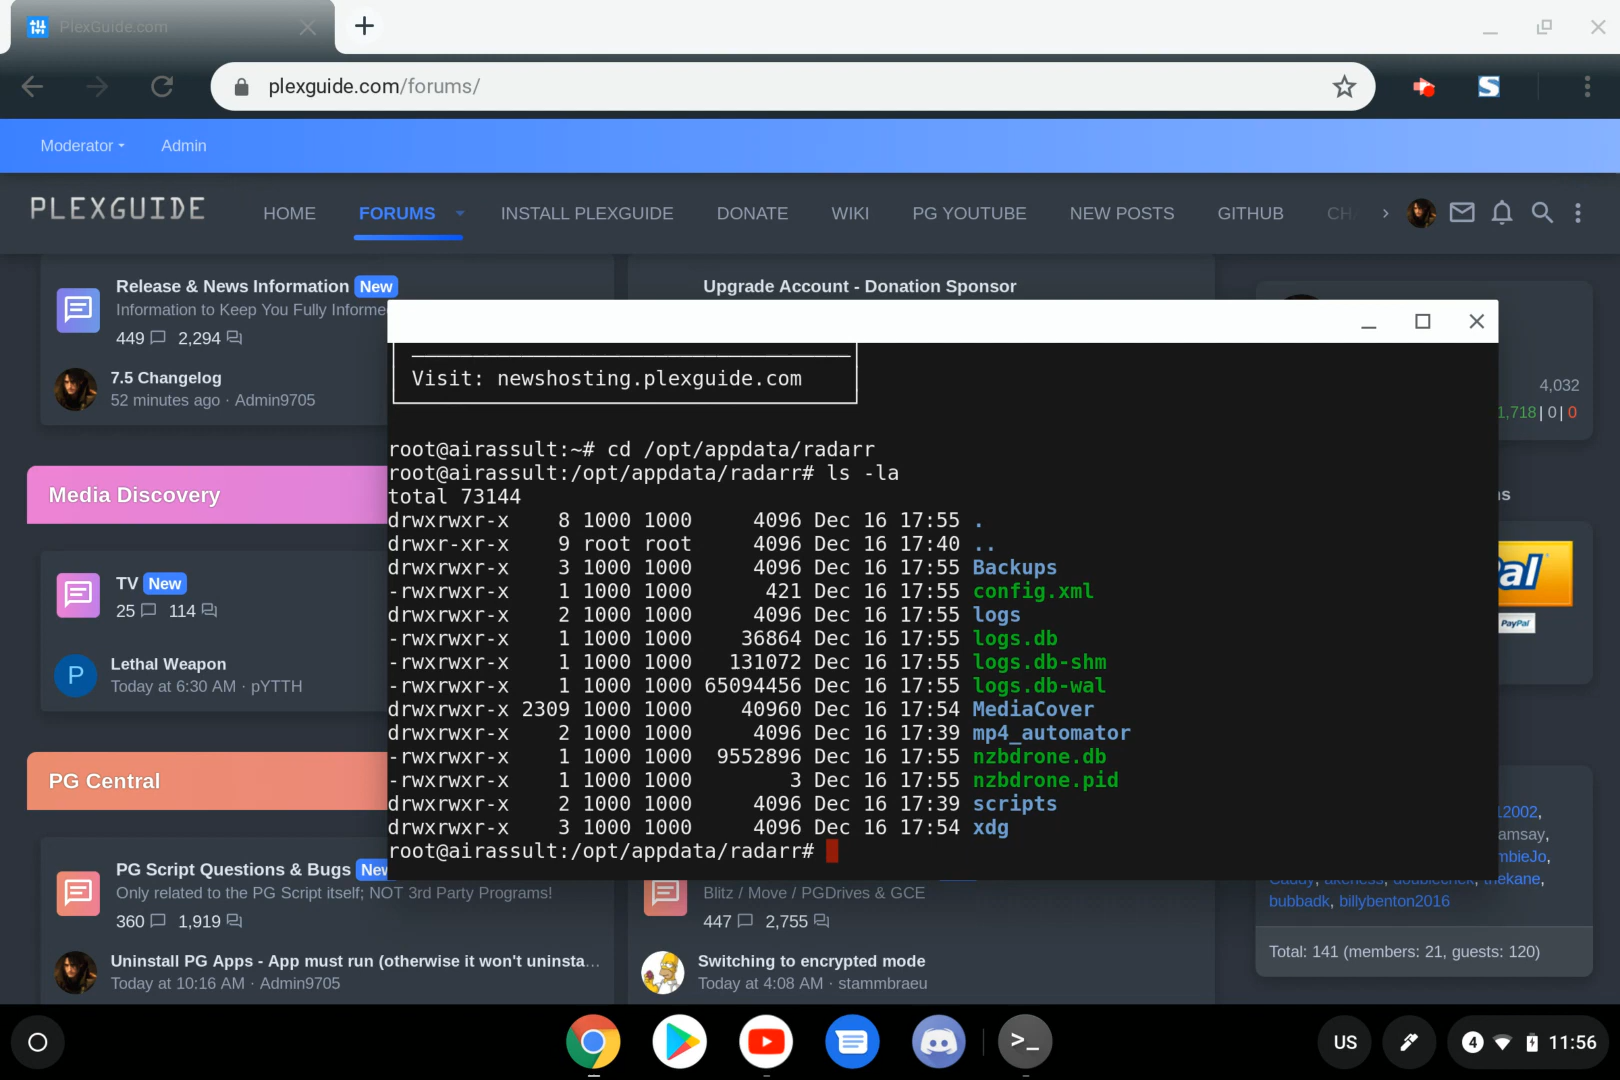 PlexGuide.com
plexguide.com/forums/
Moderator
Admin
PLEXGUIDE
HOME
FORUMS
INSTALL PLEXGUIDE
DONATE
WIKI
PG YOUTUBE
NEW POSTS
GITHUB
Release & News Information New
Information to Keep You Fully Informe
449 2,294
7.5 Changelog
52 minutes ago · Admin9705
Upgrade Account - Donation Sponsor
4,032
1,718 | 0 | 0
Media Discovery
TV New
25 114
P
Lethal Weapon
Today at 6:30 AM · pYTTH
PG Central
PG Script Questions & Bugs New
Only related to the PG Script itself; NOT 3rd Party Programs!
360 1,919
Uninstall PG Apps - App must run (otherwise it won't uninsta...
Today at 10:16 AM · Admin9705
Visit: newshosting.plexguide.com
root@airassult:~# cd /opt/appdata/radarr
root@airassult:/opt/appdata/radarr# ls -la
total 73144
drwxrwxr-x 8 1000 1000 4096 Dec 16 17:55 .
drwxr-xr-x 9 root root 4096 Dec 16 17:40 ..
drwxrwxr-x 3 1000 1000 4096 Dec 16 17:55 Backups
-rwxrwxr-x 1 1000 1000 421 Dec 16 17:55 config.xml
drwxrwxr-x 2 1000 1000 4096 Dec 16 17:55 logs
-rwxrwxr-x 1 1000 1000 36864 Dec 16 17:55 logs.db
-rwxrwxr-x 1 1000 1000 131072 Dec 16 17:55 logs.db-shm
-rwxrwxr-x 1 1000 1000 65094456 Dec 16 17:55 logs.db-wal
drwxrwxr-x 2309 1000 1000 40960 Dec 16 17:54 MediaCover
drwxrwxr-x 2 1000 1000 4096 Dec 16 17:39 mp4_automator
-rwxrwxr-x 1 1000 1000 9552896 Dec 16 17:55 nzbdrone.db
-rwxrwxr-x 1 1000 1000 3 Dec 16 17:55 nzbdrone.pid
drwxrwxr-x 2 1000 1000 4096 Dec 16 17:39 scripts
drwxrwxr-x 3 1000 1000 4096 Dec 16 17:54 xdg
root@airassult:/opt/appdata/radarr#
Blitz / Move / PGDrives & GCE
447 2,755
Switching to encrypted mode
Today at 4:08 AM · stammbraeu
al
PayPal
2002,
amsay,
mbieJo,
thekane,
bubbadk, billybenton2016
Total: 141 (members: 21, guests: 120)
US
4
11:56